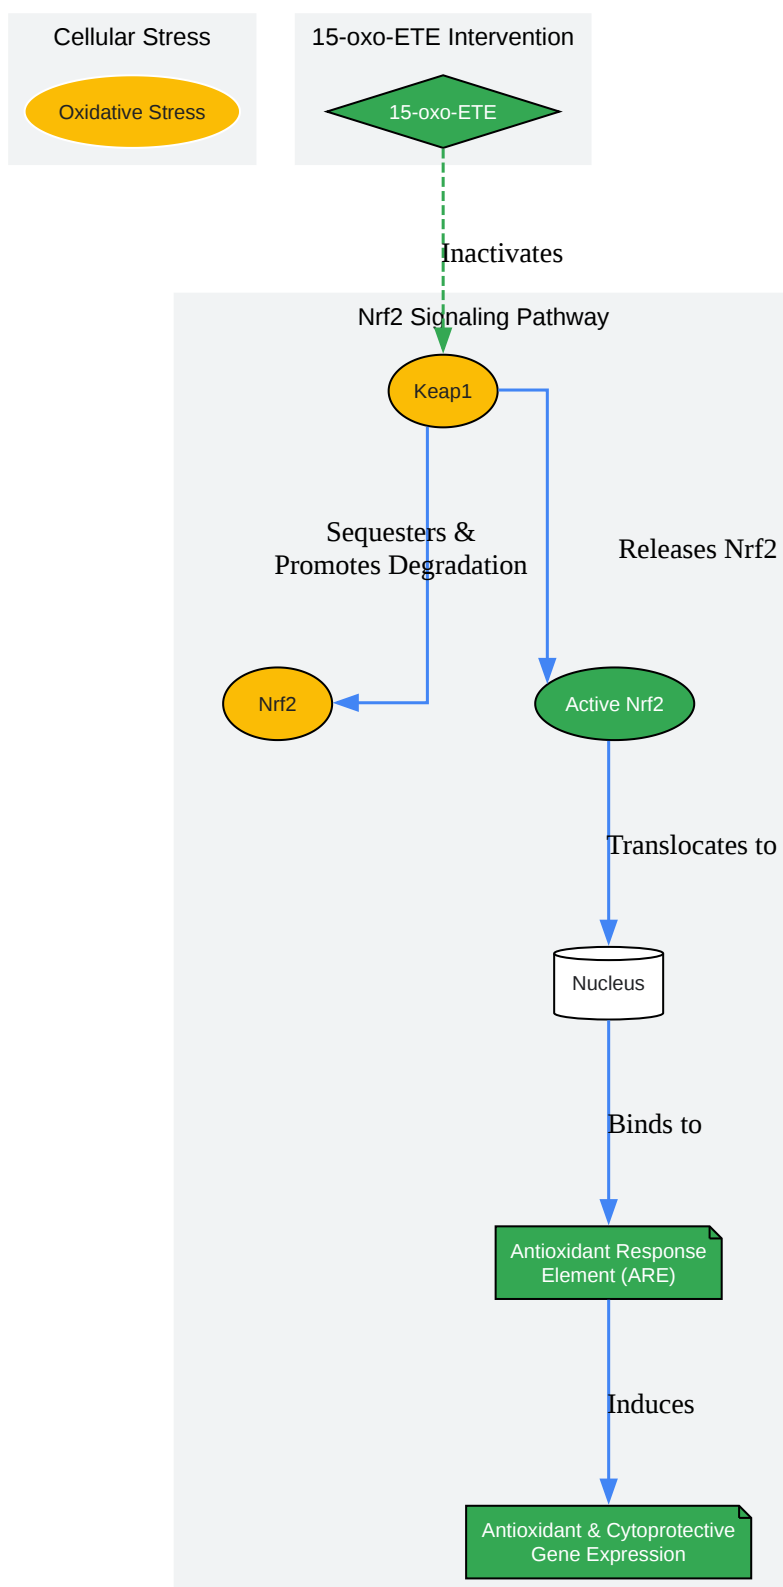 Cellular Stress
15-oxo-ETE Intervention
Oxidative Stress
15-oxo-ETE
Inactivates
Nrf2 Signaling Pathway
Keap1
Sequesters &
Promotes Degradation
Releases Nrf2
Nrf2
Active Nrf2
Translocates to
Nucleus
Binds to
Antioxidant Response
Element (ARE)
Induces
Antioxidant & Cytoprotective
Gene Expression